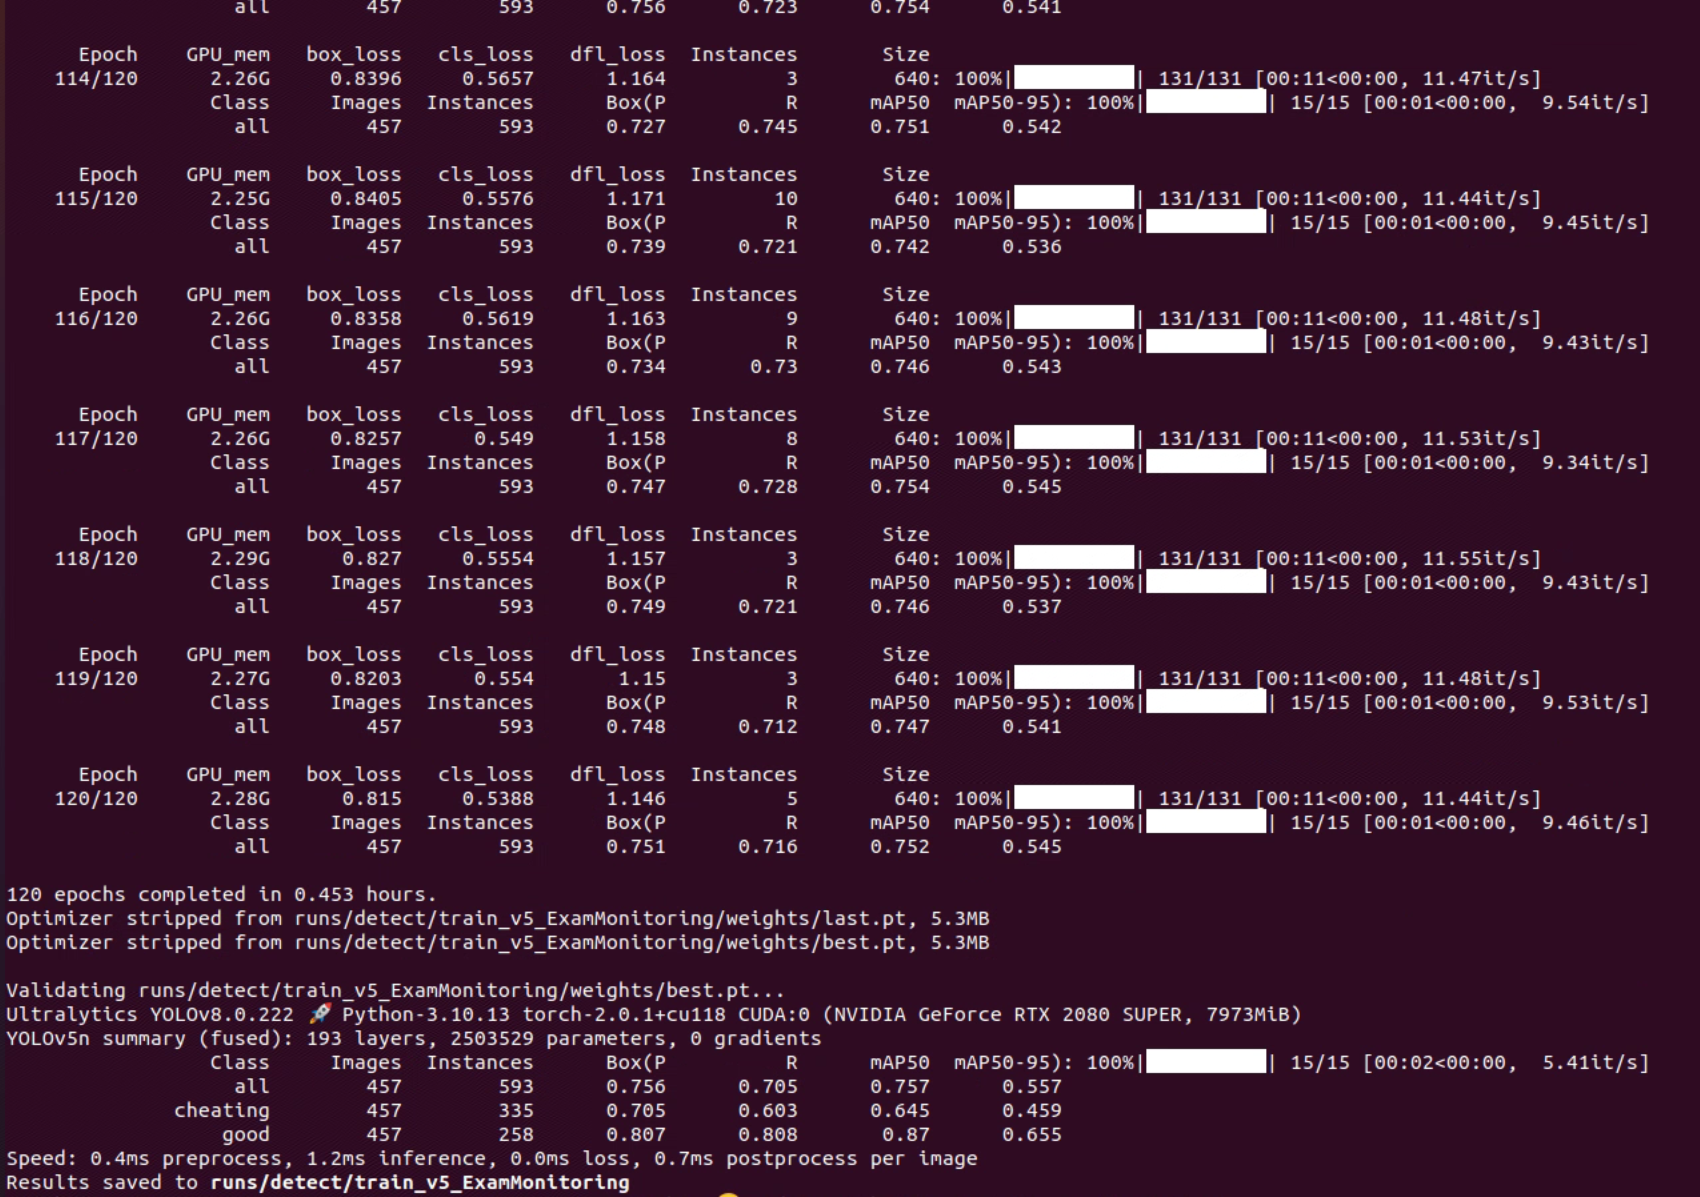 all 457 593 0.756 0.723 0.754 0.541
Epoch GPU_mem box_loss cls_loss dfl_loss Instances Size
114/120 2.26G 0.8396 0.5657 1.164 3 640: 100%| | 131/131 [00:11<00:00, 11.47it/s]
Class Images Instances Box(P R mAP50 mAP50-95): 100%| | 15/15 [00:01<00:00, 9.54it/s]
all 457 593 0.727 0.745 0.751 0.542
Epoch GPU_mem box_loss cls_loss dfl_loss Instances Size
115/120 2.25G 0.8405 0.5576 1.171 10 640: 100%| | 131/131 [00:11<00:00, 11.44it/s]
Class Images Instances Box(P R mAP50 mAP50-95): 100%| | 15/15 [00:01<00:00, 9.45it/s]
all 457 593 0.739 0.721 0.742 0.536
Epoch GPU_mem box_loss cls_loss dfl_loss Instances Size
116/120 2.26G 0.8358 0.5619 1.163 9 640: 100%| | 131/131 [00:11<00:00, 11.48it/s]
Class Images Instances Box(P R mAP50 mAP50-95): 100%| | 15/15 [00:01<00:00, 9.43it/s]
all 457 593 0.734 0.73 0.746 0.543
Epoch GPU_mem box_loss cls_loss dfl_loss Instances Size
117/120 2.26G 0.8257 0.549 1.158 8 640: 100%| | 131/131 [00:11<00:00, 11.53it/s]
Class Images Instances Box(P R mAP50 mAP50-95): 100%| | 15/15 [00:01<00:00, 9.34it/s]
all 457 593 0.747 0.728 0.754 0.545
Epoch GPU_mem box_loss cls_loss dfl_loss Instances Size
118/120 2.29G 0.827 0.5554 1.157 3 640: 100%| | 131/131 [00:11<00:00, 11.55it/s]
Class Images Instances Box(P R mAP50 mAP50-95): 100%| | 15/15 [00:01<00:00, 9.43it/s]
all 457 593 0.749 0.721 0.746 0.537
Epoch GPU_mem box_loss cls_loss dfl_loss Instances Size
119/120 2.27G 0.8203 0.554 1.15 3 640: 100%| | 131/131 [00:11<00:00, 11.48it/s]
Class Images Instances Box(P R mAP50 mAP50-95): 100%| | 15/15 [00:01<00:00, 9.53it/s]
all 457 593 0.748 0.712 0.747 0.541
Epoch GPU_mem box_loss cls_loss dfl_loss Instances Size
120/120 2.28G 0.815 0.5388 1.146 5 640: 100%| | 131/131 [00:11<00:00, 11.44it/s]
Class Images Instances Box(P R mAP50 mAP50-95): 100%| | 15/15 [00:01<00:00, 9.46it/s]
all 457 593 0.751 0.716 0.752 0.545
120 epochs completed in 0.453 hours.
Optimizer stripped from runs/detect/train_v5_ExamMonitoring/weights/last.pt, 5.3MB
Optimizer stripped from runs/detect/train_v5_ExamMonitoring/weights/best.pt, 5.3MB
Validating runs/detect/train_v5_ExamMonitoring/weights/best.pt...
Ultralytics YOLOv8.0.222 🚀 Python-3.10.13 torch-2.0.1+cu118 CUDA:0 (NVIDIA GeForce RTX 2080 SUPER, 7973MiB)
YOLOv5n summary (fused): 193 layers, 2503529 parameters, 0 gradients
Class Images Instances Box(P R mAP50 mAP50-95): 100%| | 15/15 [00:02<00:00, 5.41it/s]
all 457 593 0.756 0.705 0.757 0.557
cheating 457 335 0.705 0.603 0.645 0.459
good 457 258 0.807 0.808 0.87 0.655
Speed: 0.4ms preprocess, 1.2ms inference, 0.0ms loss, 0.7ms postprocess per image
Results saved to runs/detect/train_v5_ExamMonitoring